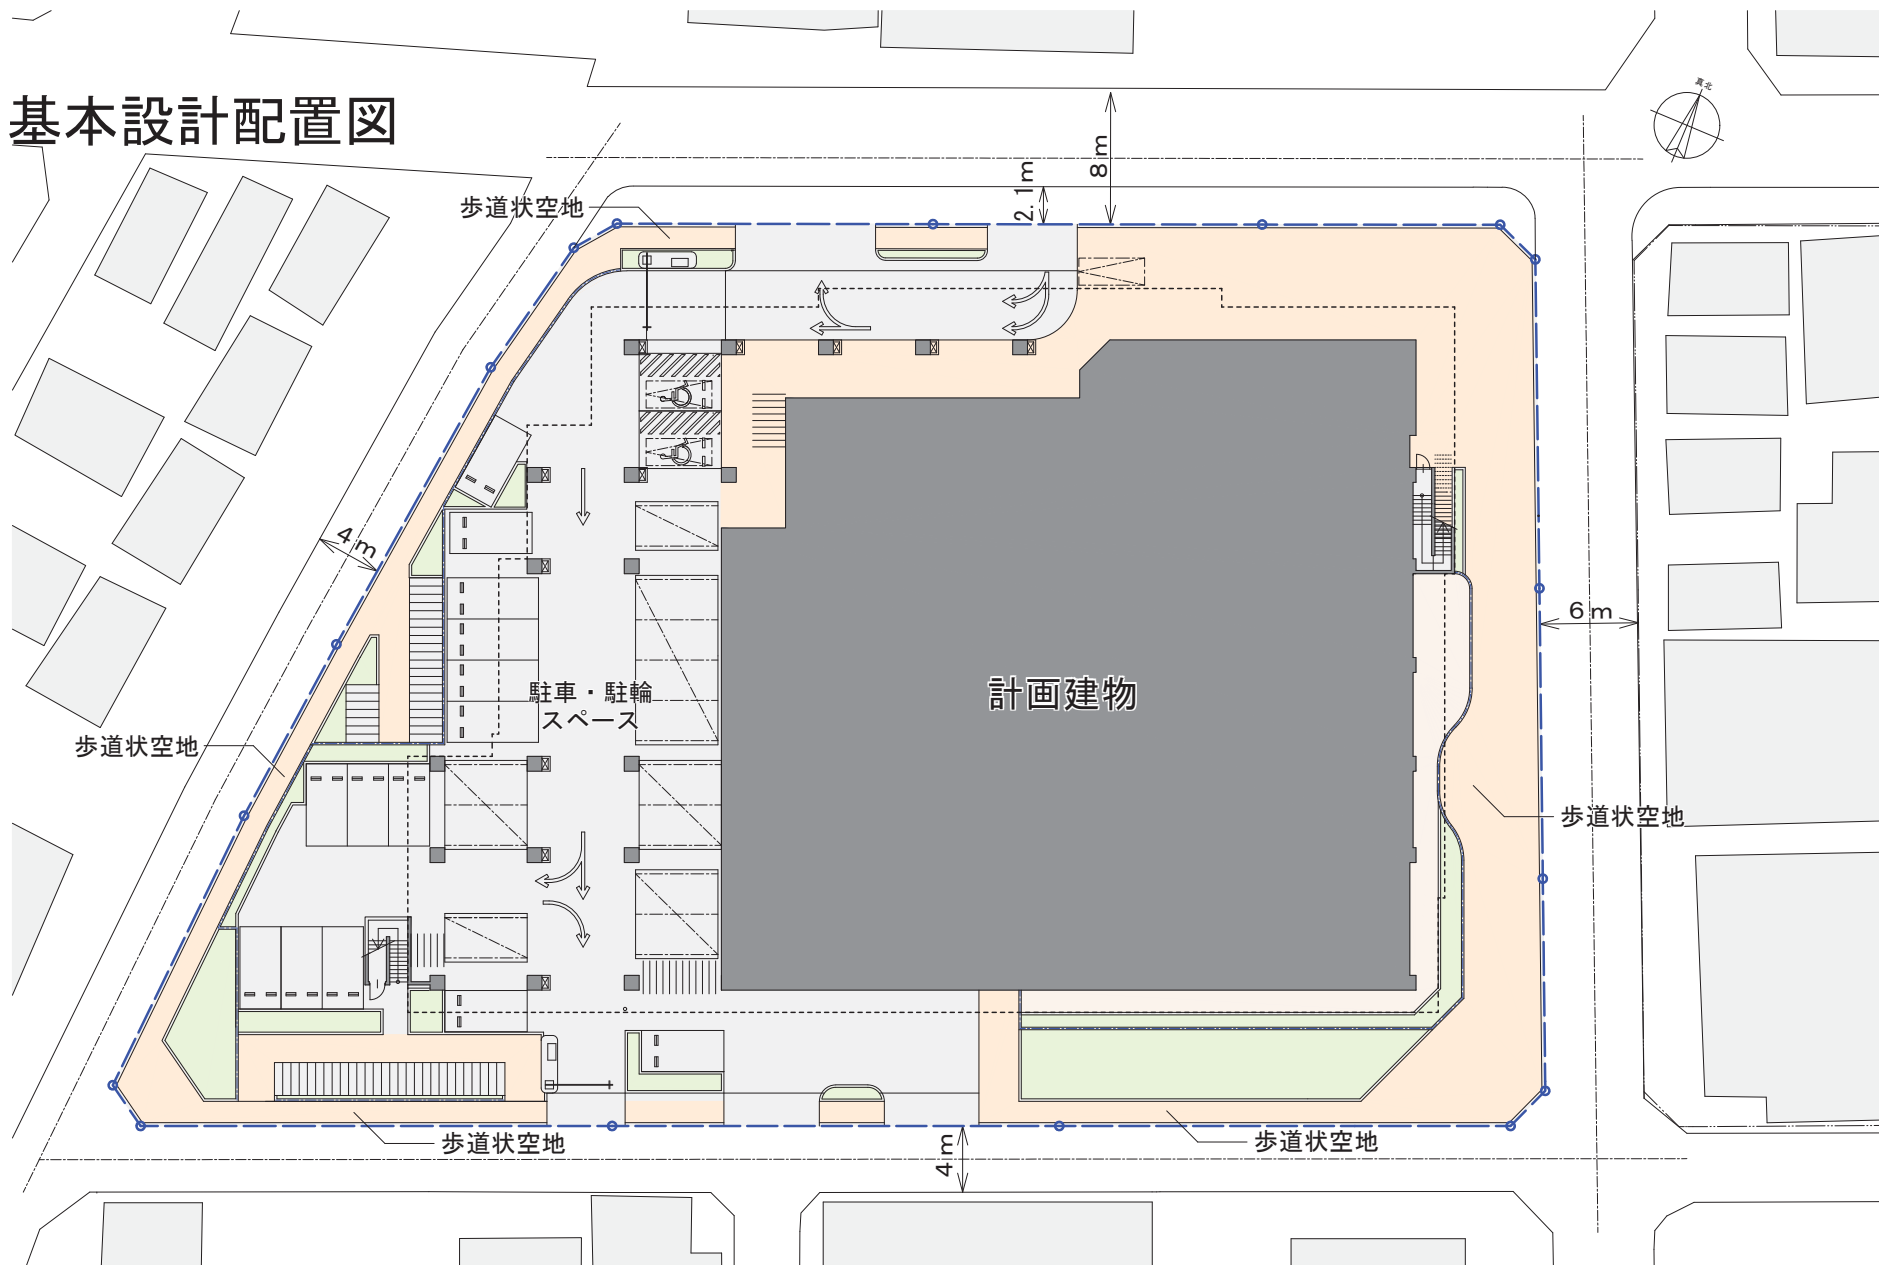 真北
基本設計配置図
8m
2.1m
歩道状空地
4m
6m
計画建物
駐車・駐輪
スペース
歩道状空地
歩道状空地
歩道状空地
歩道状空地
4m